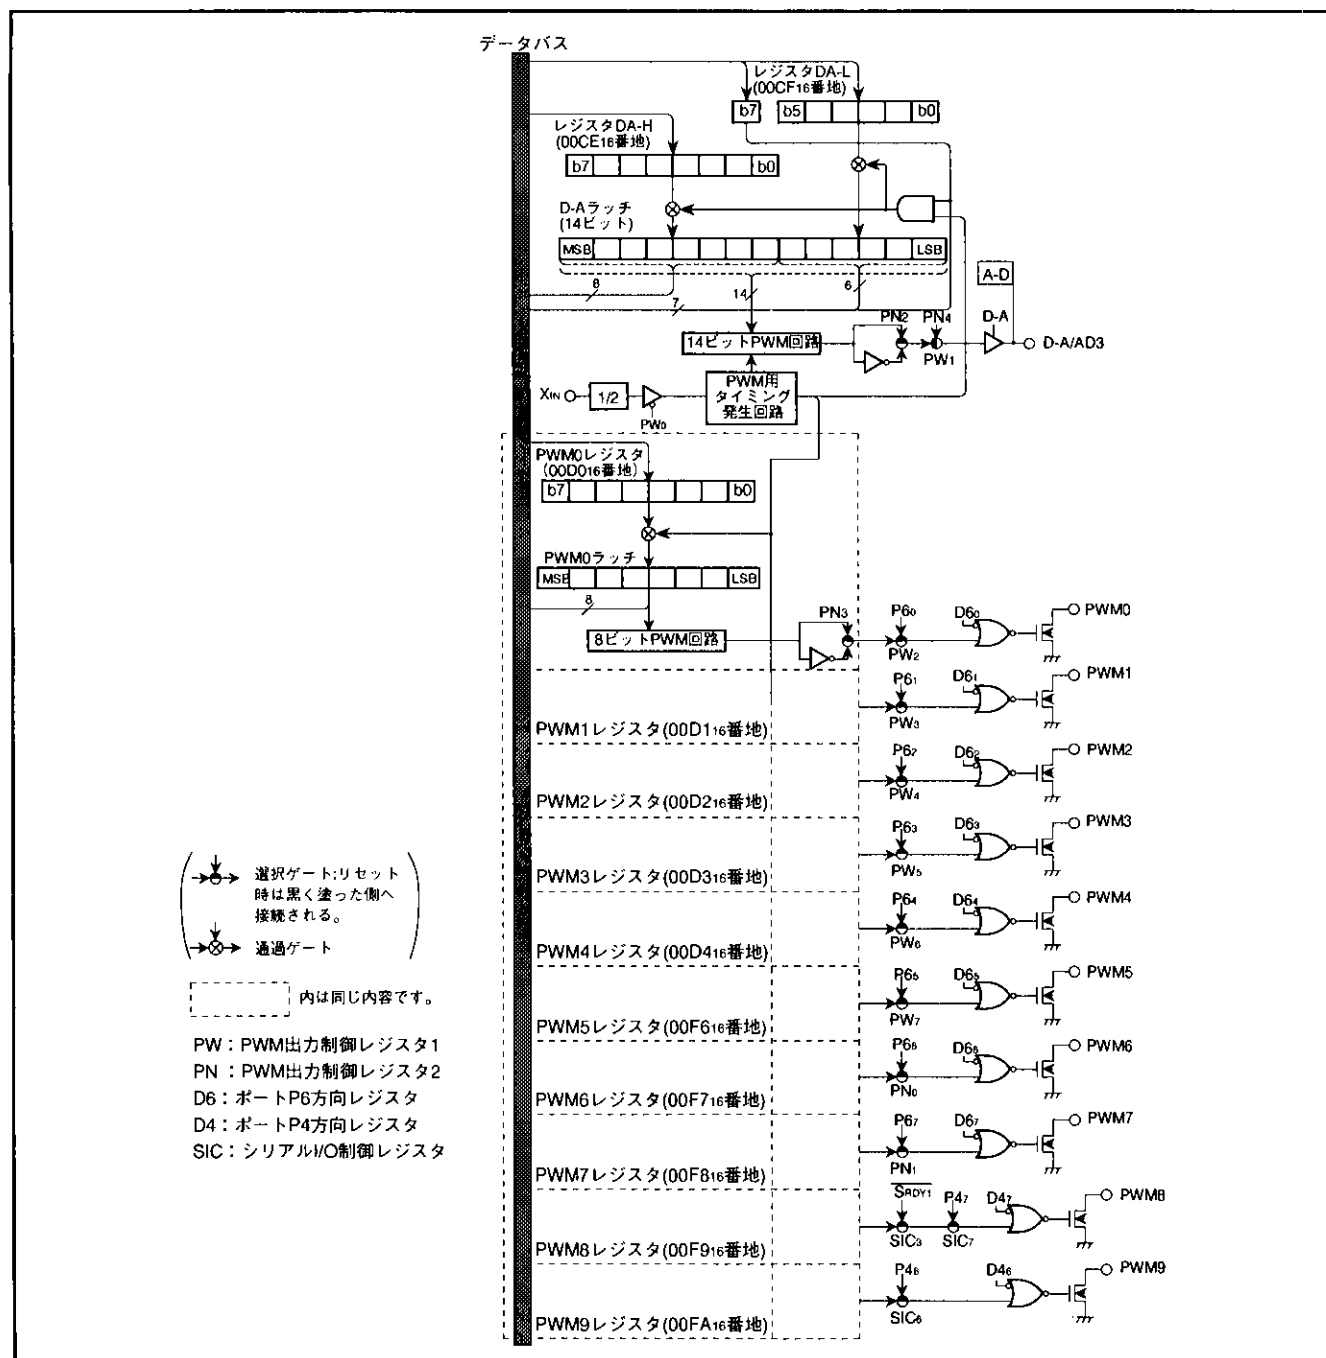 データバス
レジスタDA-L
(00CF16番地)
b7
b5
b0
レジスタDA-H
(00CE16番地)
b7
b0
D-Aラッチ
(14ビット)
MSB
LSB
8
14
6
7
A-D
PN2
PN4
D-A
14ビットPWM回路
PW1
D-A/AD3
XIN
1/2
PW0
PWM用
タイミング
発生回路
PWM0レジスタ
(00D016番地)
b7
b0
PWM0ラッチ
MSB
LSB
8
8ビットPWM回路
PN3
P60
PW2
D60
PWM0
P61
PW3
D61
PWM1
PWM1レジスタ(00D116番地)
P62
PW4
D62
PWM2
PWM2レジスタ(00D216番地)
P63
PW5
D63
PWM3
PWM3レジスタ(00D316番地)
P64
PW6
D64
PWM4
PWM4レジスタ(00D416番地)
P65
PW7
D65
PWM5
PWM5レジスタ(00F616番地)
P66
PN0
D66
PWM6
PWM6レジスタ(00F716番地)
P67
PN1
D67
PWM7
PWM7レジスタ(00F816番地)
SRDY1
SIC3
P47
SIC7
D47
PWM8
PWM8レジスタ(00F916番地)
P46
SIC6
D46
PWM9
PWM9レジスタ(00FA16番地)
選択ゲート:リセット
時は黒く塗った側へ
接続される。
通過ゲート
内は同じ内容です。
PW：PWM出力制御レジスタ1
PN：PWM出力制御レジスタ2
D6：ポートP6方向レジスタ
D4：ポートP4方向レジスタ
SIC：シリアルI/O制御レジスタ